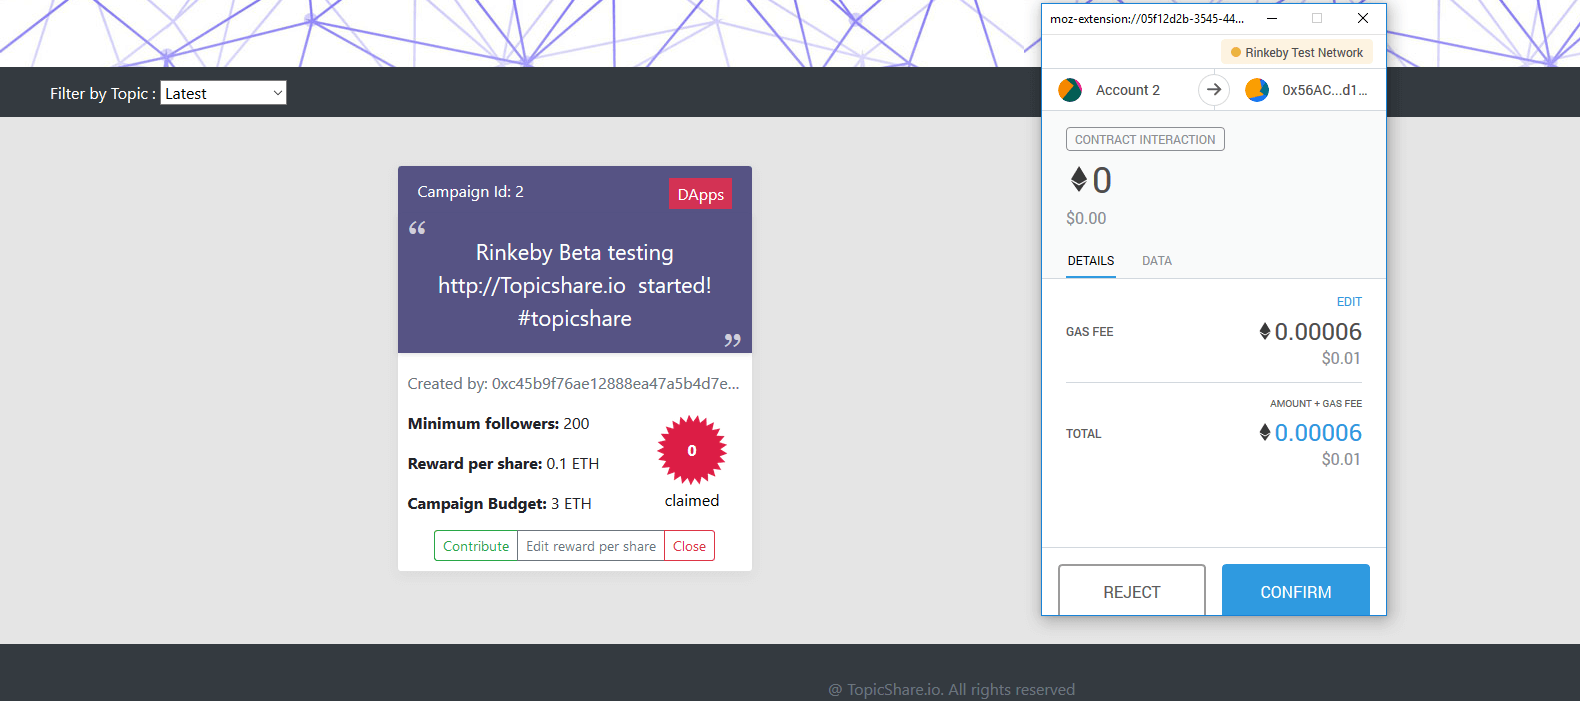 Filter by Topic : Latest
Campaign Id: 2
DApps
“
Rinkeby Beta testing
http://Topicshare.io started!
#topicshare
”
Created by: 0xc45b9f76ae12888ea47a5b4d7e...
Minimum followers: 200
Reward per share: 0.1 ETH
Campaign Budget: 3 ETH
0
claimed
Contribute
Edit reward per share
Close
@ TopicShare.io. All rights reserved
moz-extension://05f12d2b-3545-44...
Rinkeby Test Network
Account 2
0x56AC...d1...
CONTRACT INTERACTION
0
$0.00
DETAILS
DATA
EDIT
GAS FEE
0.00006
$0.01
AMOUNT + GAS FEE
TOTAL
0.00006
$0.01
REJECT
CONFIRM